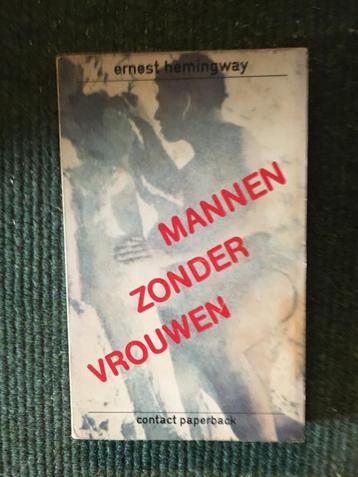 ernest hemingway
MANNEN
ZONDER
VROUWEN
contact paperback